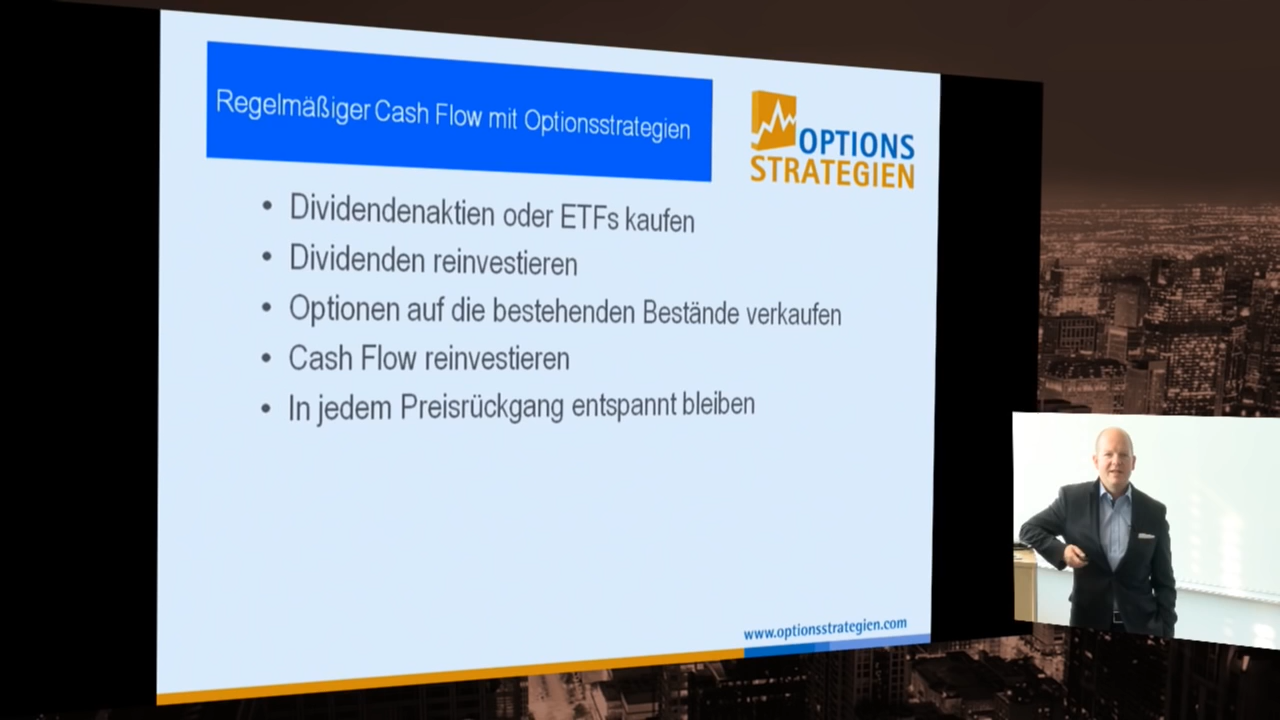 Regelmäßiger Cash Flow mit Optionsstrategien
OPTIONS
STRATEGIEN
• Dividendenaktien oder ETFs kaufen
• Dividenden reinvestieren
• Optionen auf die bestehenden Bestände verkaufen
• Cash Flow reinvestieren
• In jedem Preisrückgang entspannt bleiben
www.optionsstrategien.com